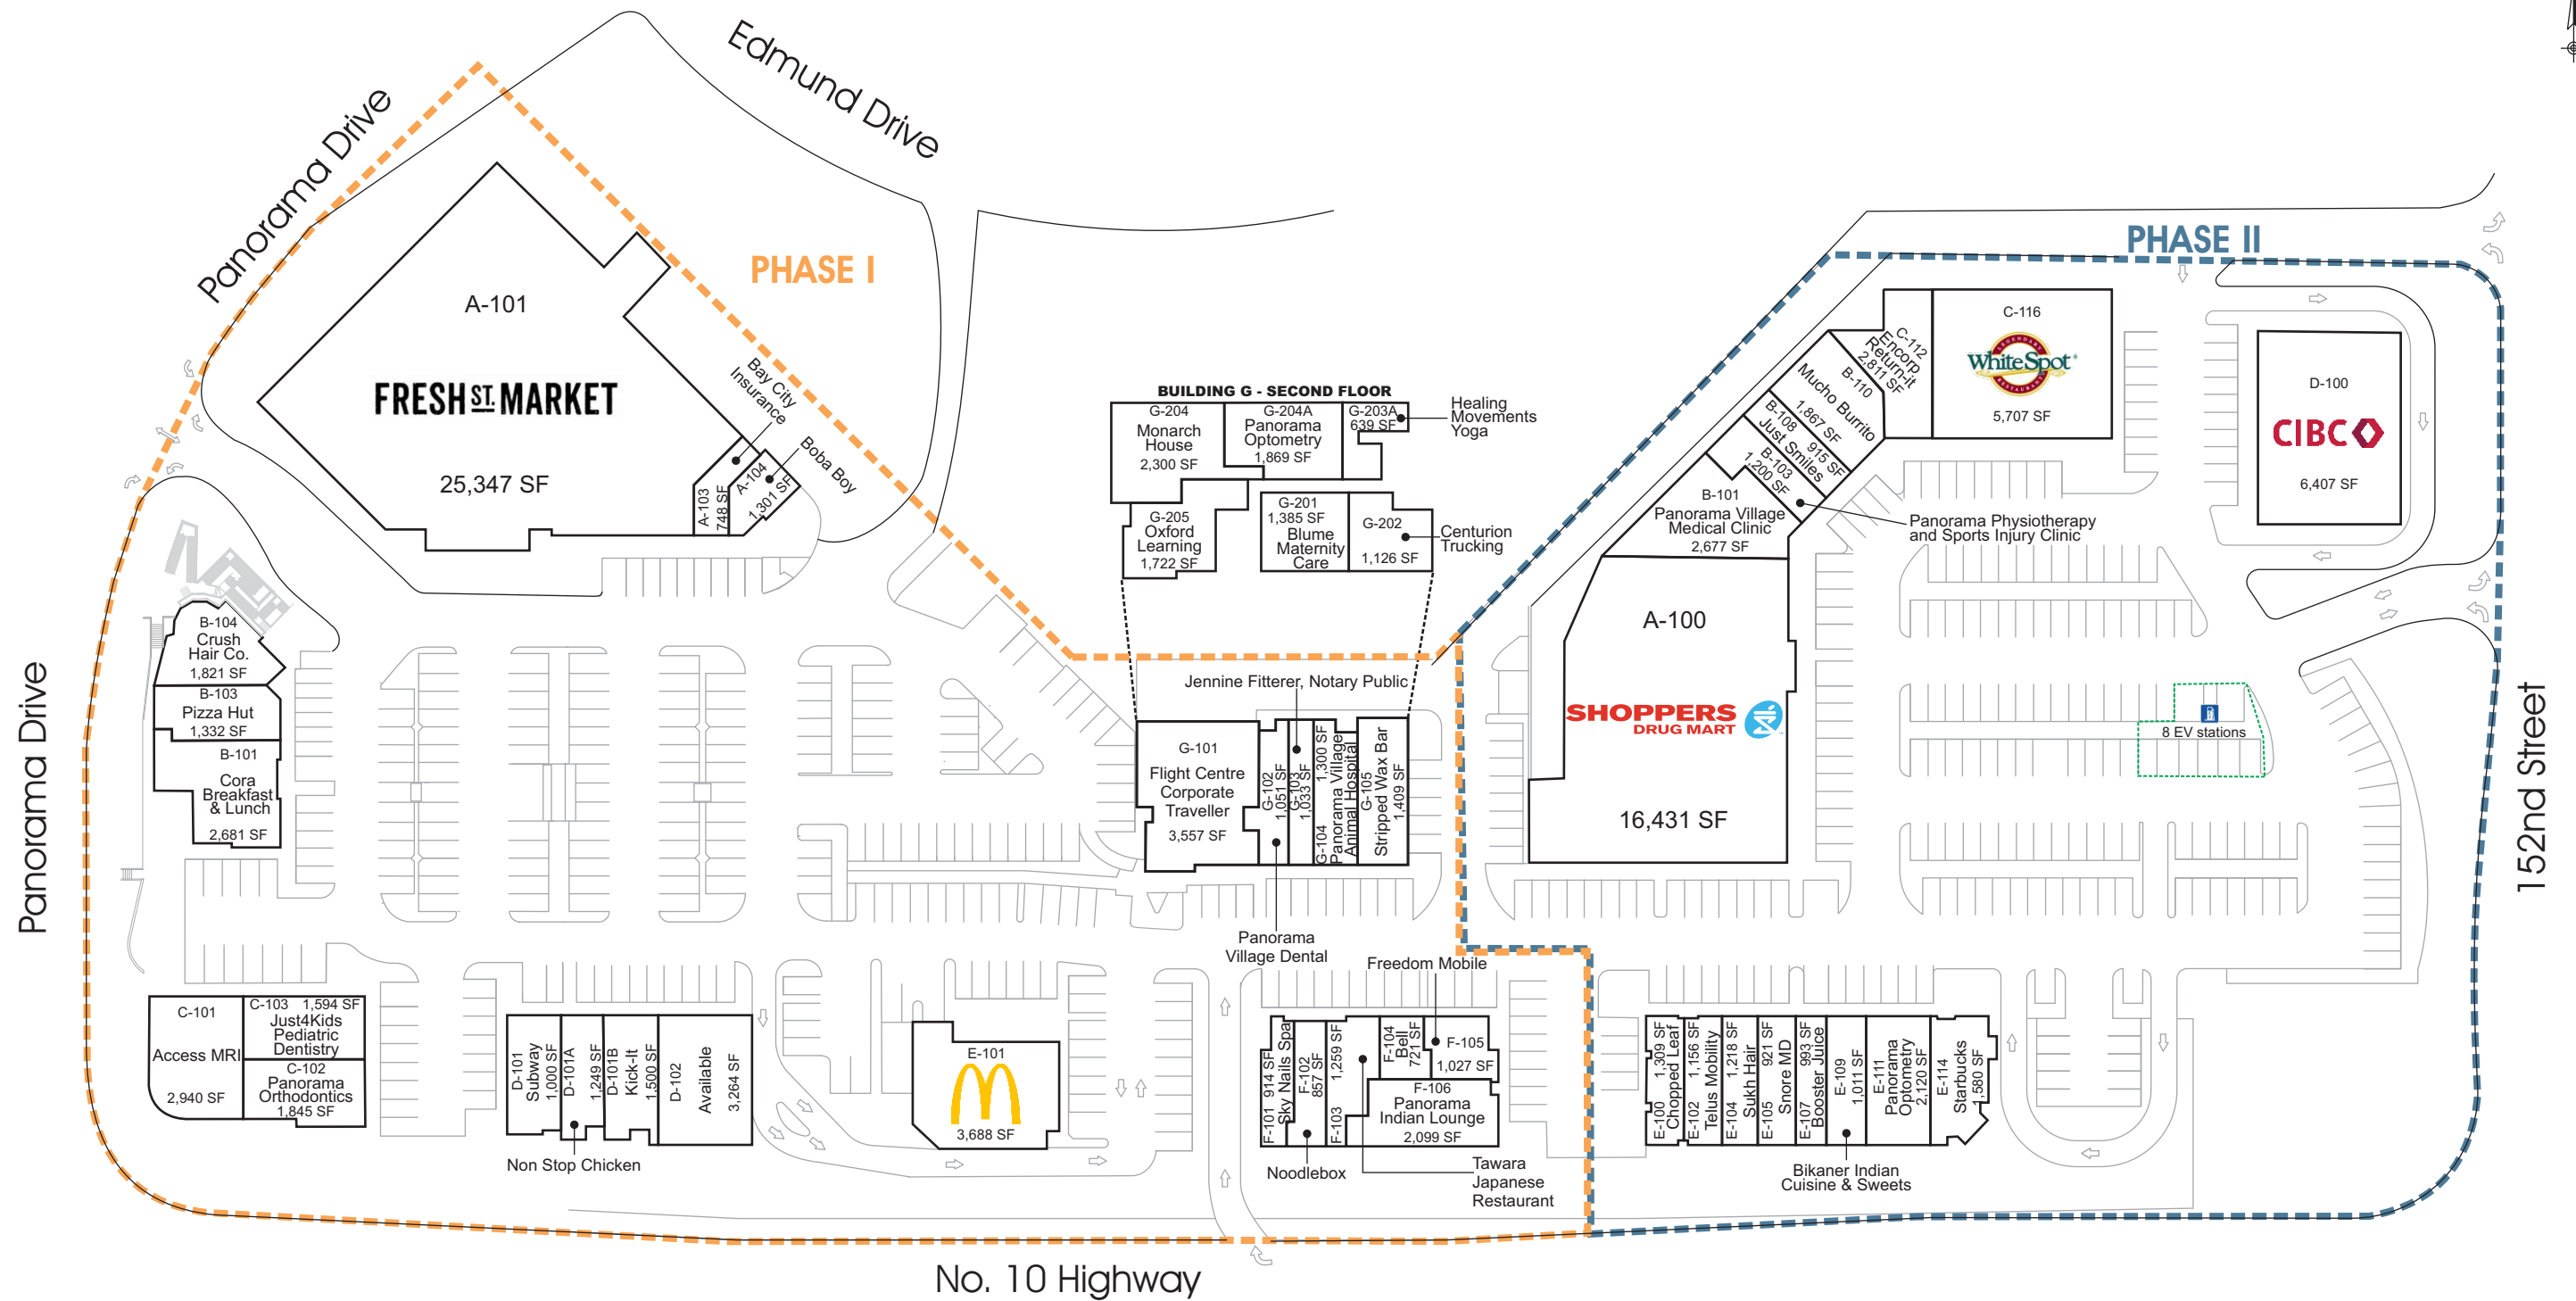 Edmund Drive
Panorama Drive
PHASE I
PHASE II
A-101
FRESH ST. MARKET
25,347 SF
Bay City
Insurance
A-103
748 SF
Boba Boy
A-104
1,301 SF
BUILDING G - SECOND FLOOR
G-204
Monarch
House
2,300 SF
G-204A
Panorama
Optometry
1,869 SF
G-203A
639 SF
Healing
Movements
Yoga
G-205
Oxford
Learning
1,722 SF
G-201
1,385 SF
Blume
Maternity
Care
G-202
1,126 SF
Centurion
Trucking
C-116
LEGENDARY
White Spot
RESTAURANTS
5,707 SF
C-112
Encorp
Return-it
2,811 SF
B-110
Mucho Burrito
1,867 SF
B-108
915 SF
Just Smiles
B-103
1,200 SF
Panorama Physiotherapy
and Sports Injury Clinic
B-101
Panorama Village
Medical Clinic
2,677 SF
D-100
CIBC
6,407 SF
A-100
SHOPPERS
DRUG MART
16,431 SF
8 EV stations
152nd Street
Panorama Drive
B-104
Crush
Hair Co.
1,821 SF
B-103
Pizza Hut
1,332 SF
B-101
Cora
Breakfast
& Lunch
2,681 SF
Jennine Fitterer, Notary Public
G-101
Flight Centre
Corporate
Traveller
3,557 SF
G-102
1,051 SF
G-103
1,033 SF
G-104 1,300 SF
Panorama Village
Animal Hospital
G-105
Stripped Wax Bar
1,409 SF
Panorama
Village Dental
Freedom Mobile
C-101
Access MRI
2,940 SF
C-103 1,594 SF
Just4Kids
Pediatric
Dentistry
C-102
Panorama
Orthodontics
1,845 SF
D-101
Subway
1,000 SF
D-101A
1,249 SF
D-101B
Kick-It
1,500 SF
D-102
Available
3,264 SF
Non Stop Chicken
E-101
3,688 SF
F-101 914 SF
Sky Nails Spa
F-102
857 SF
F-103 1,259 SF
F-104
Bell
721 SF
F-105
1,027 SF
F-106
Panorama
Indian Lounge
2,099 SF
Noodlebox
Tawara
Japanese
Restaurant
E-100 1,309 SF
Chopped Leaf
E-102 1,156 SF
Telus Mobility
E-104 1,218 SF
Sukh Hair
E-105 921 SF
Snore MD
E-107 993 SF
Booster Juice
E-109
1,011 SF
E-111
Panorama
Optometry
2,120 SF
E-114
Starbucks
1,580 SF
Bikaner Indian
Cuisine & Sweets
No. 10 Highway